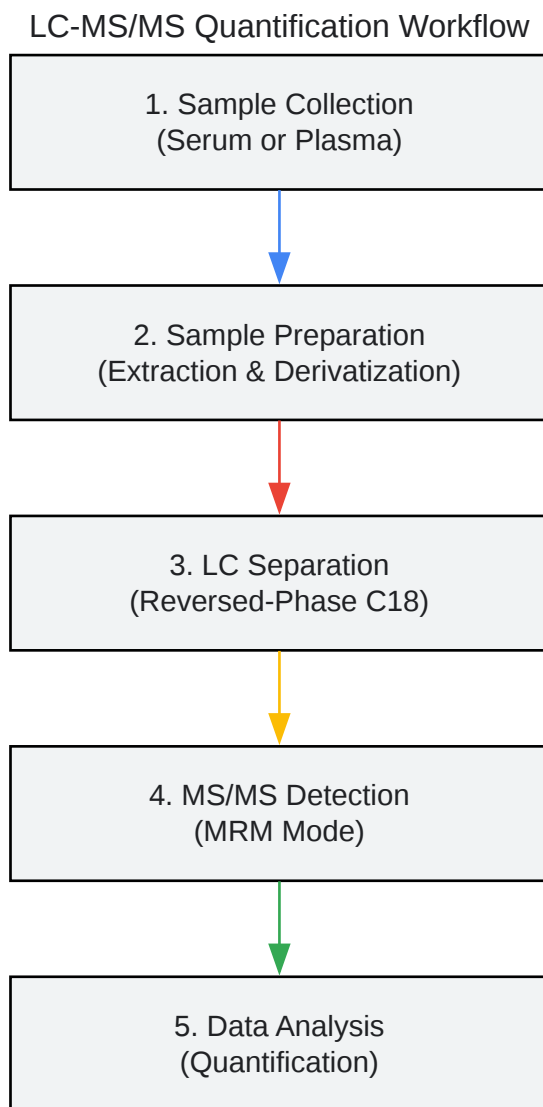 LC-MS/MS Quantification Workflow
1. Sample Collection
(Serum or Plasma)
2. Sample Preparation
(Extraction & Derivatization)
3. LC Separation
(Reversed-Phase C18)
4. MS/MS Detection
(MRM Mode)
5. Data Analysis
(Quantification)